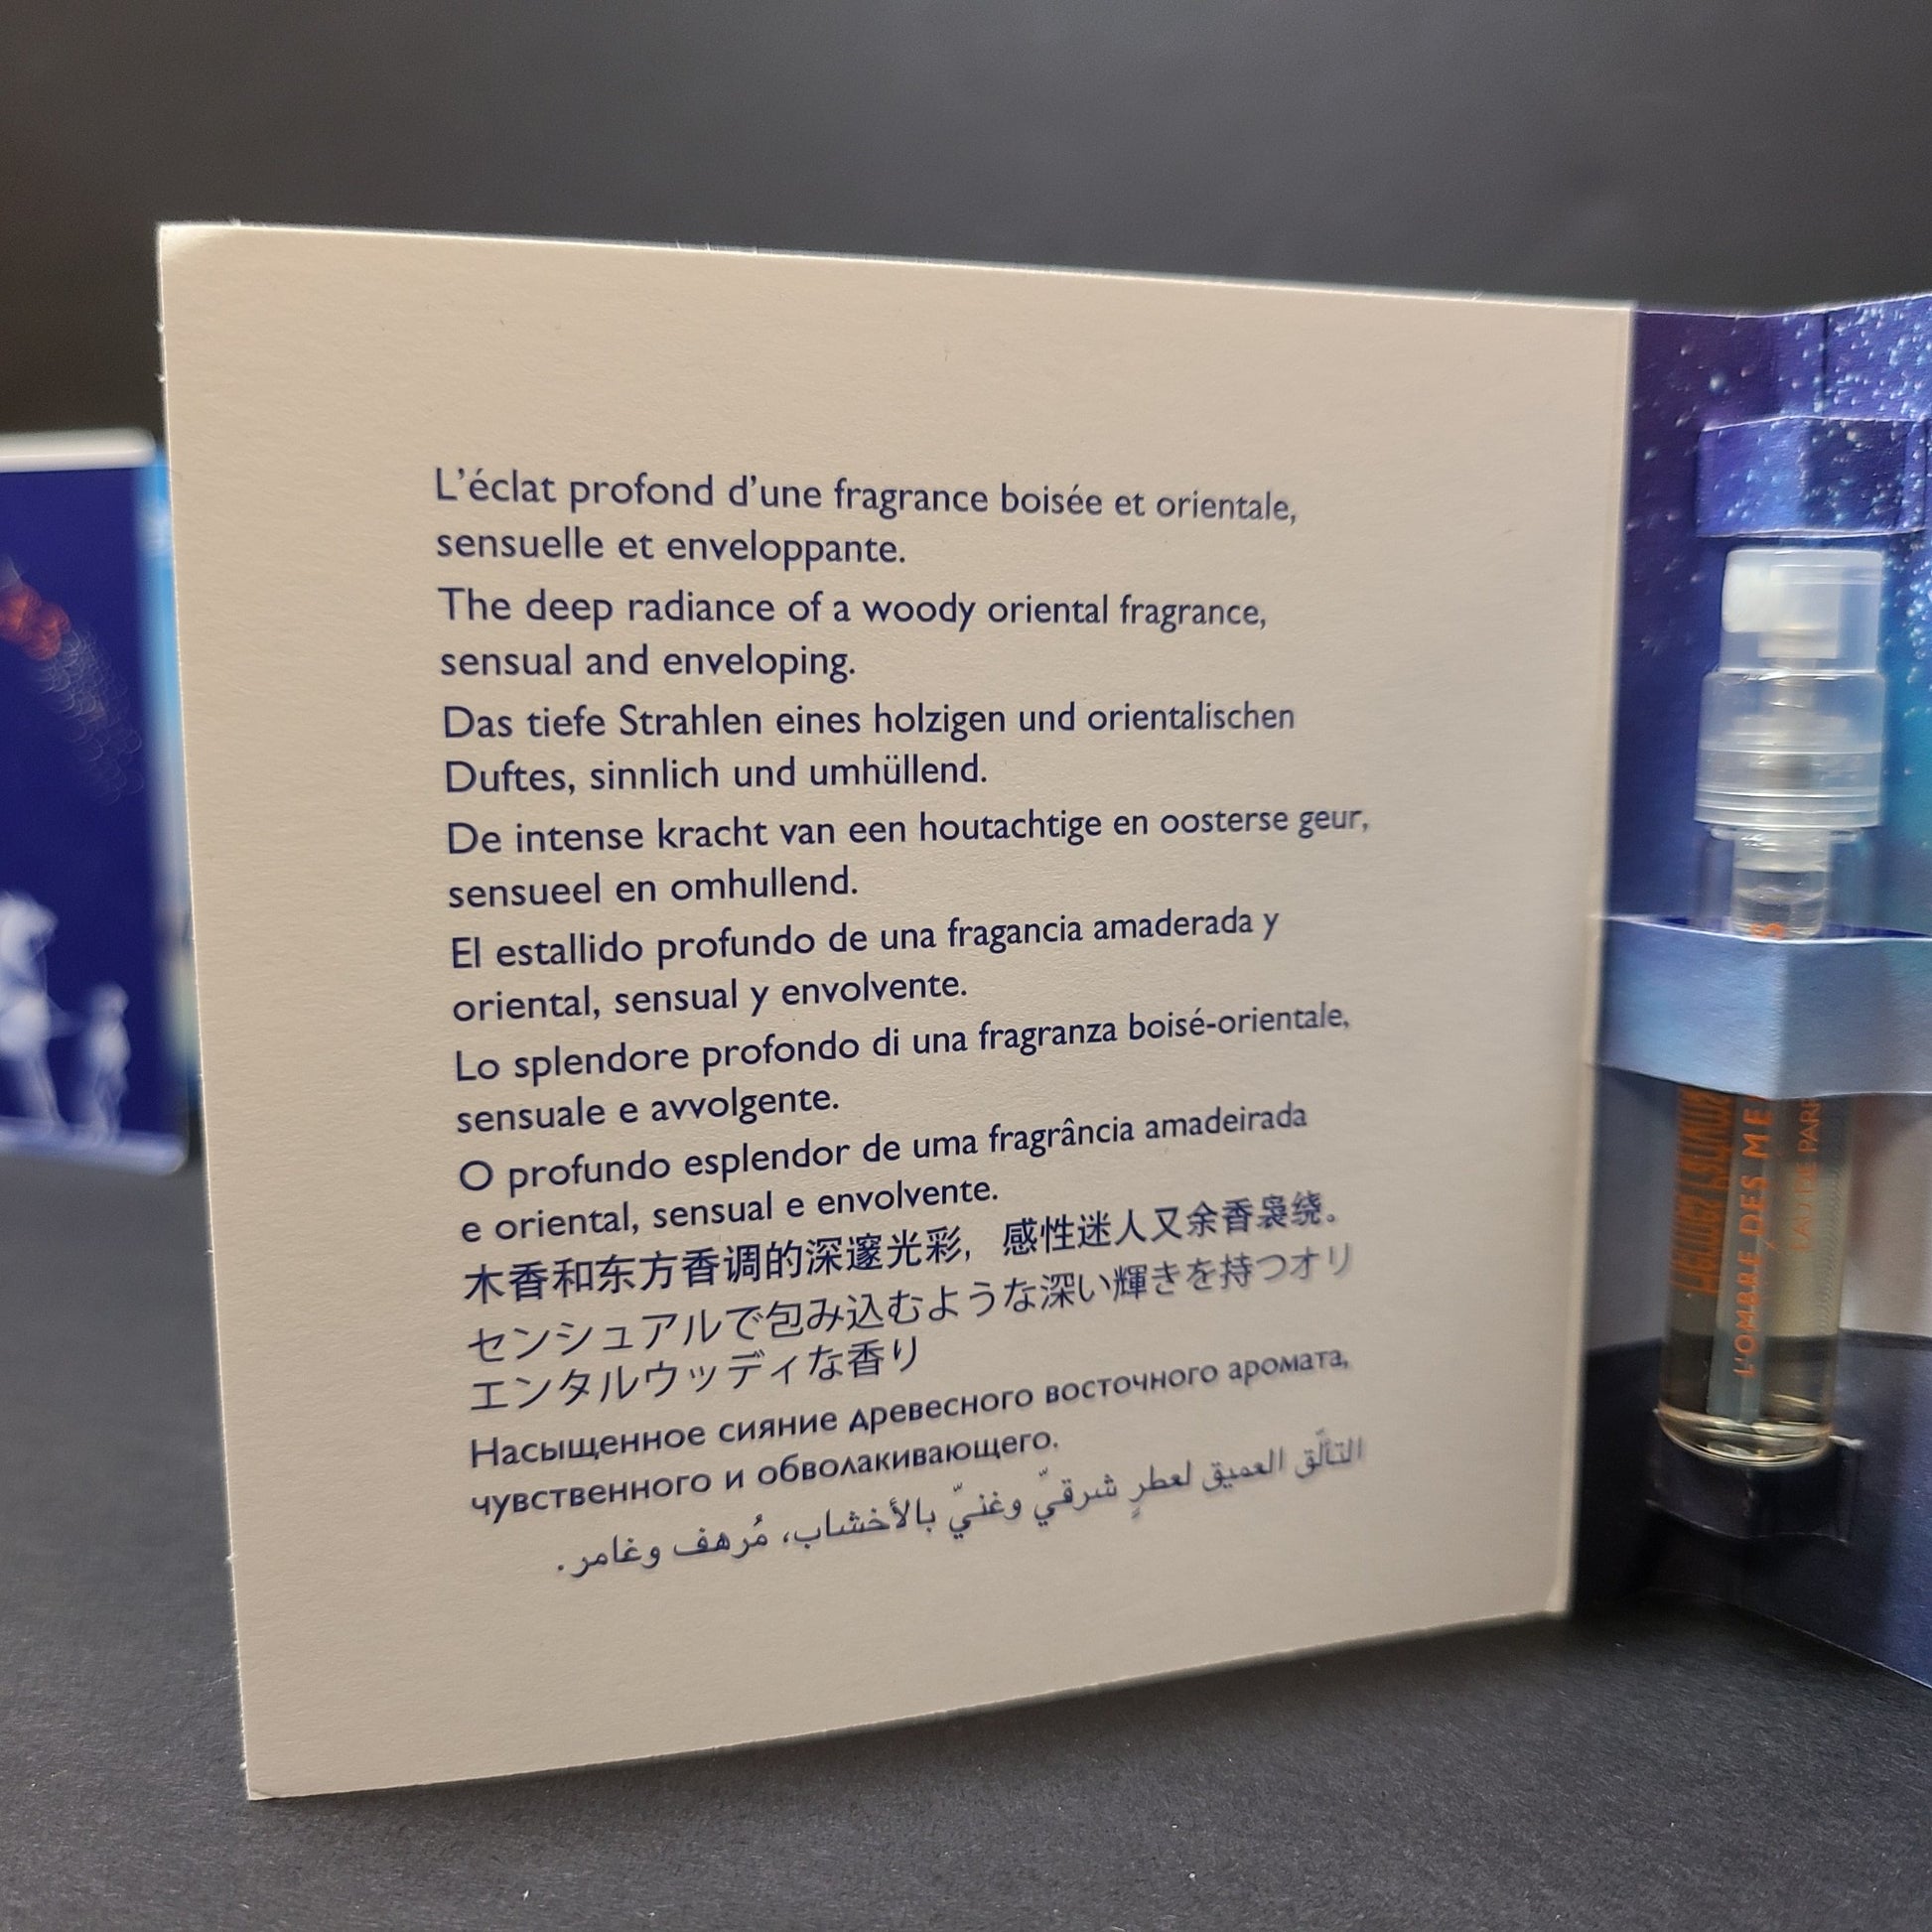 L'éclat profond d'une fragrance boisée et orientale,
sensuelle et enveloppante.
The deep radiance of a woody oriental fragrance,
sensual and enveloping.
Das tiefe Strahlen eines holzigen und orientalischen
Duftes, sinnlich und umhüllend.
De intense kracht van een houtachtige en oosterse geur,
sensueel en omhullend.
El estallido profundo de una fragancia amaderada y
oriental, sensual y envolvente.
Lo splendore profondo di una fragranza boisé-orientale,
sensuale e avvolgente.
O profundo esplendor de uma fragrância amadeirada
e oriental, sensual e envolvente.
木香和东方香调的深邃光彩，感性迷人又余香袅绕。
センシュアルで包み込むような深い輝きを持つオリ
エンタルウッディな香り
Насыщенное сияние древесного восточного аромата,
чувственного и обволакивающего.
التألّق العميق لعطرٍ شرقيّ وغنيّ بالأخشاب، مُرهف وغامر.
L'OMBRE DES ME
EAU DE PARF